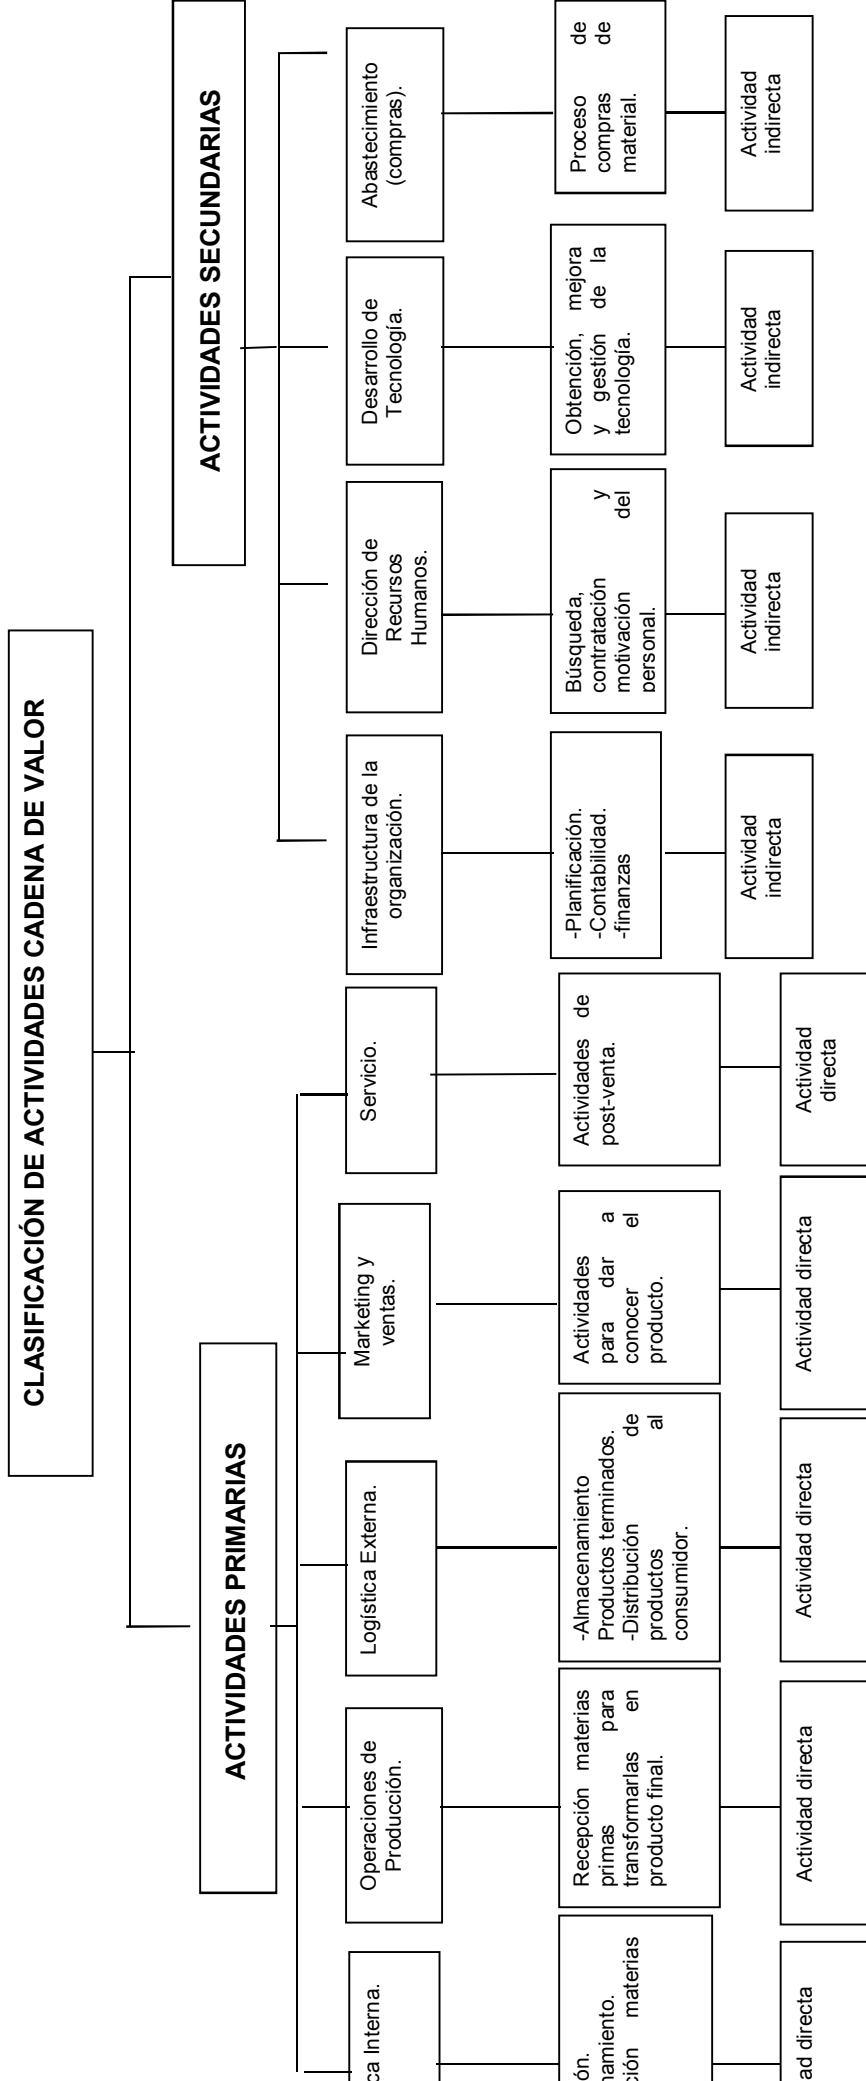 CLASIFICACIÓN DE ACTIVIDADES CADENA DE VALOR
ACTIVIDADES PRIMARIAS
ACTIVIDADES SECUNDARIAS
ca Interna.
Operaciones de
Producción.
Logística Externa.
Marketing y
ventas.
Servicio.
Infraestructura de la
organización.
Dirección de
Recursos
Humanos.
Desarrollo de
Tecnología.
Abastecimiento
(compras).
ón.
namiento.
ción materias
Recepción materias
primas para
transformarlas en
producto final.
-Almacenamiento
Productos terminados.
-Distribución de
productos al
consumidor.
Actividades
para dar a
conocer el
producto.
Actividades de
post-venta.
-Planificación.
-Contabilidad.
-finanzas
Búsqueda,
contratación y
motivación del
personal.
Obtención, mejora
y gestión de la
tecnología.
Proceso de
compras de
material.
ad directa
Actividad directa
Actividad directa
Actividad directa
Actividad
directa
Actividad
indirecta
Actividad
indirecta
Actividad
indirecta
Actividad
indirecta